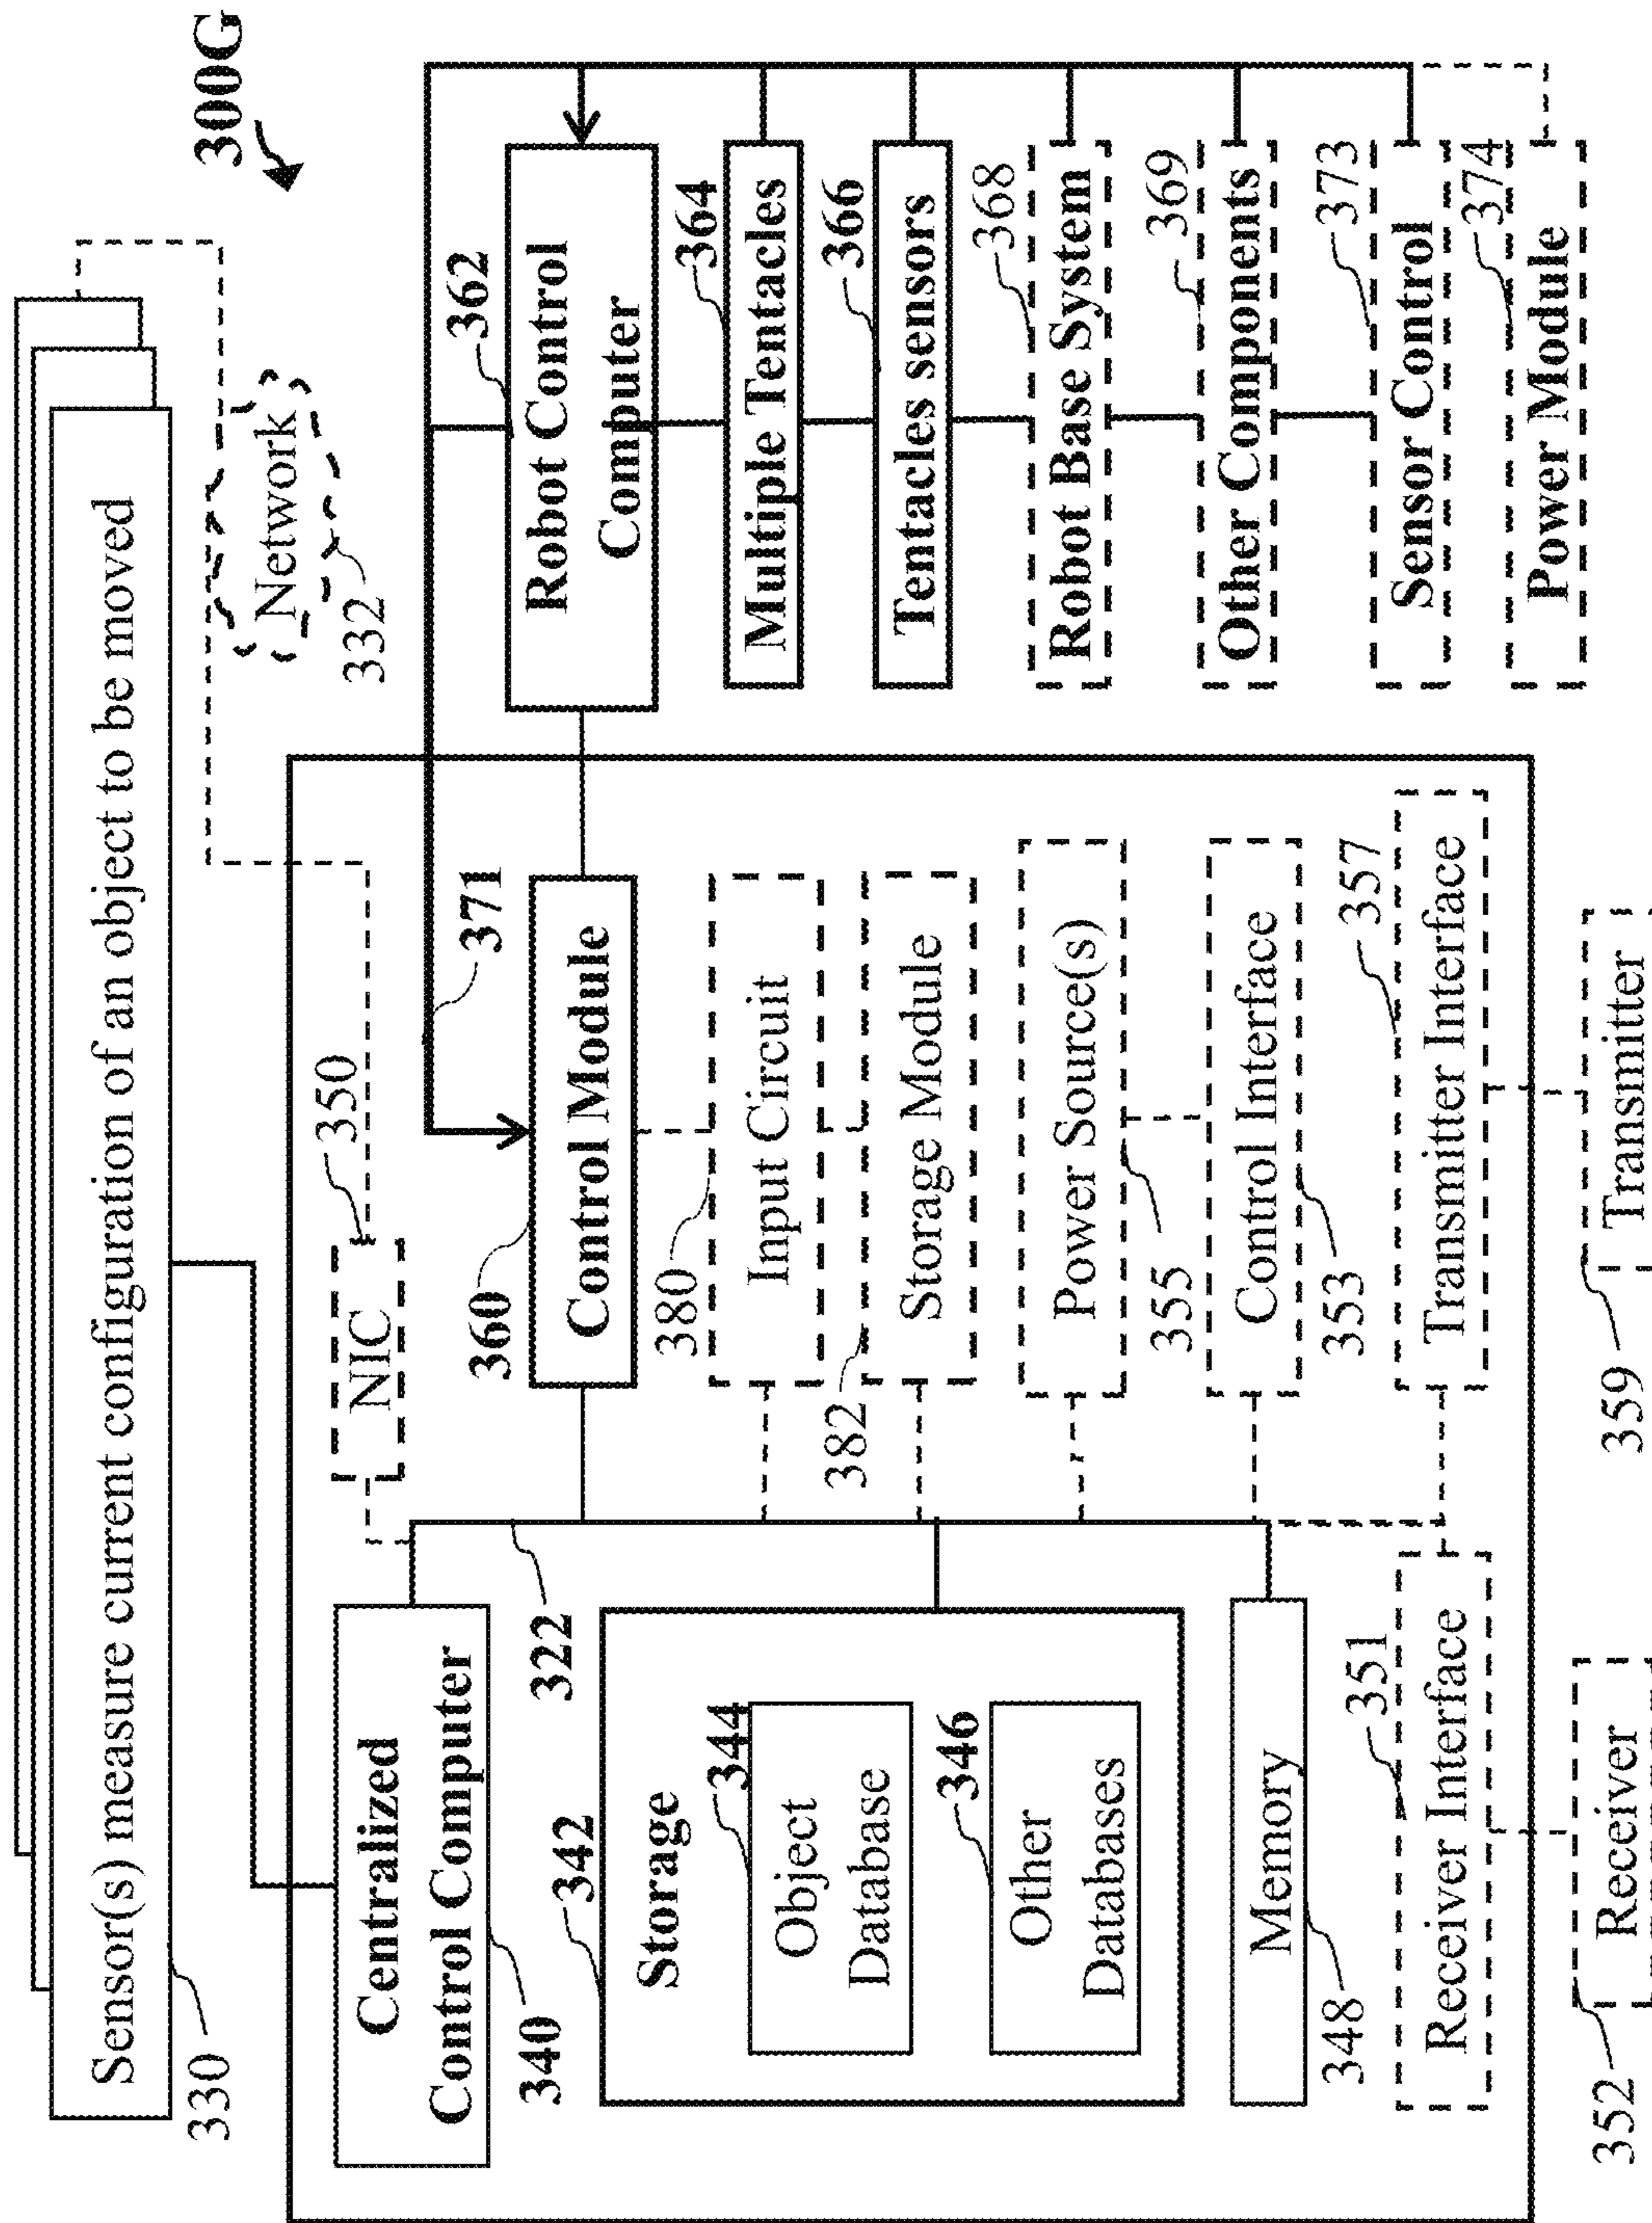 300G
Sensor(s) measure current configuration of an object to be moved
330
Network
332
NIC
350
Centralized
Control Computer
340
322
342
Storage
344
Object
Database
346
Other
Databases
Memory
348
351
Receiver Interface
352
Receiver
371
360
Control Module
380
Input Circuit
382
Storage Module
Power Source(s)
355
Control Interface
353
357
Transmitter Interface
359
Transmitter
362
Robot Control
Computer
364
Multiple Tentacles
366
Tentacles sensors
368
Robot Base System
369
Other Components
373
Sensor Control
374
Power Module